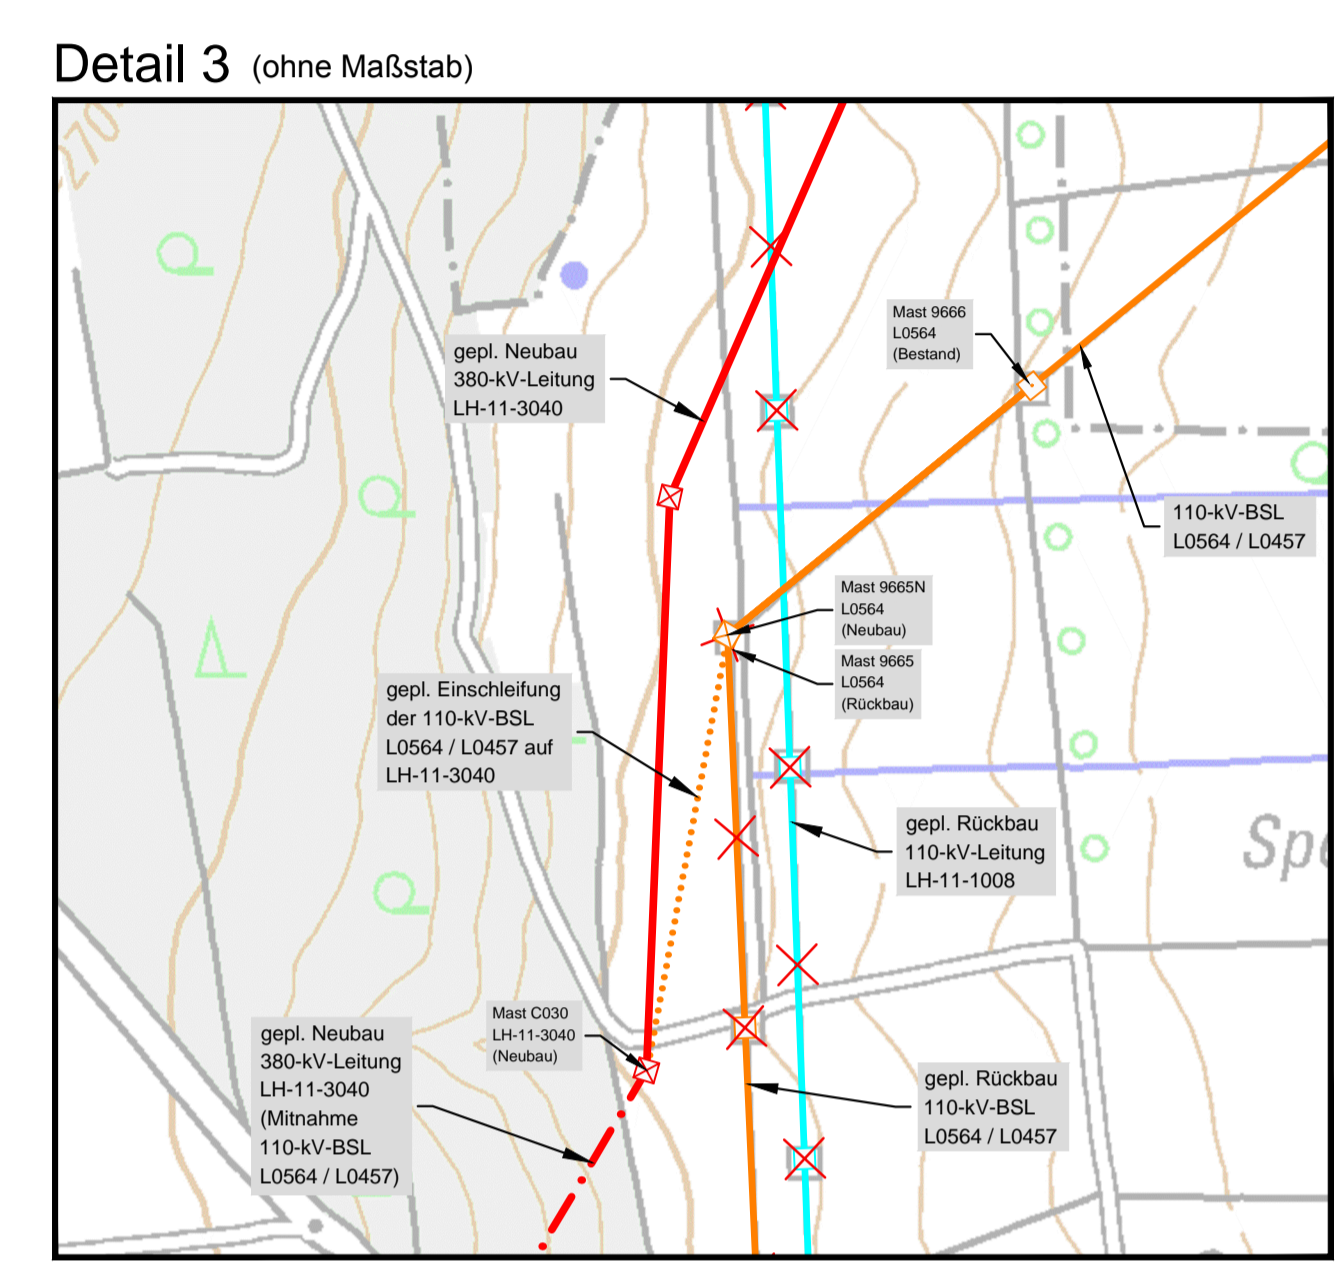 Detail 3 (ohne Maßstab)
270
Mast 9666
L0564
(Bestand)
gepl. Neubau
380-kV-Leitung
LH-11-3040
110-kV-BSL
L0564 / L0457
Mast 9665N
L0564
(Neubau)
Mast 9665
L0564
(Rückbau)
gepl. Einschleifung
der 110-kV-BSL
L0564 / L0457 auf
LH-11-3040
gepl. Rückbau
110-kV-Leitung
LH-11-1008
Spe
Mast C030
LH-11-3040
(Neubau)
gepl. Neubau
380-kV-Leitung
LH-11-3040
(Mitnahme
110-kV-BSL
L0564 / L0457)
gepl. Rückbau
110-kV-BSL
L0564 / L0457